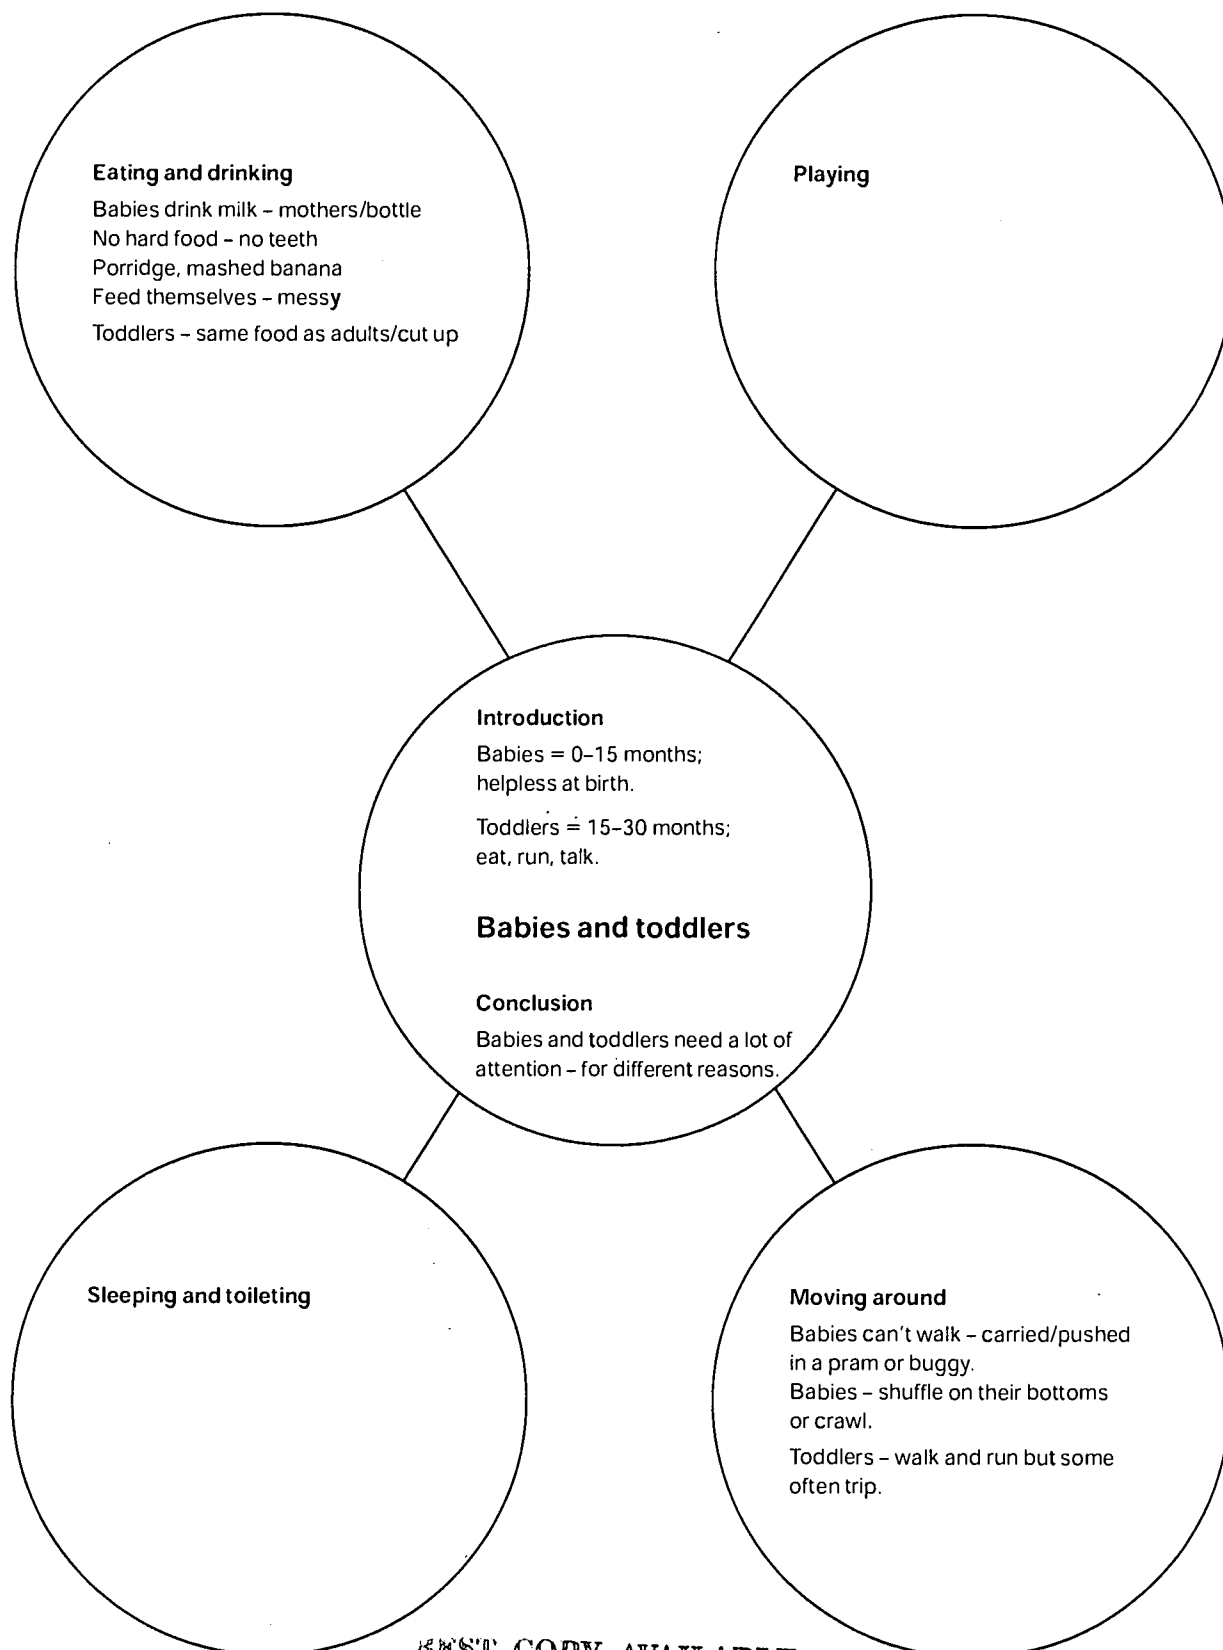 Eating and drinking
Babies drink milk – mothers/bottle
No hard food – no teeth
Porridge, mashed banana
Feed themselves – messy
Toddlers – same food as adults/cut up
Playing
Introduction
Babies = 0–15 months;
helpless at birth.
Toddlers = 15–30 months;
eat, run, talk.
Babies and toddlers
Conclusion
Babies and toddlers need a lot of
attention – for different reasons.
Sleeping and toileting
Moving around
Babies can't walk – carried/pushed
in a pram or buggy.
Babies – shuffle on their bottoms
or crawl.
Toddlers – walk and run but some
often trip.
BEST COPY AVAILABLE